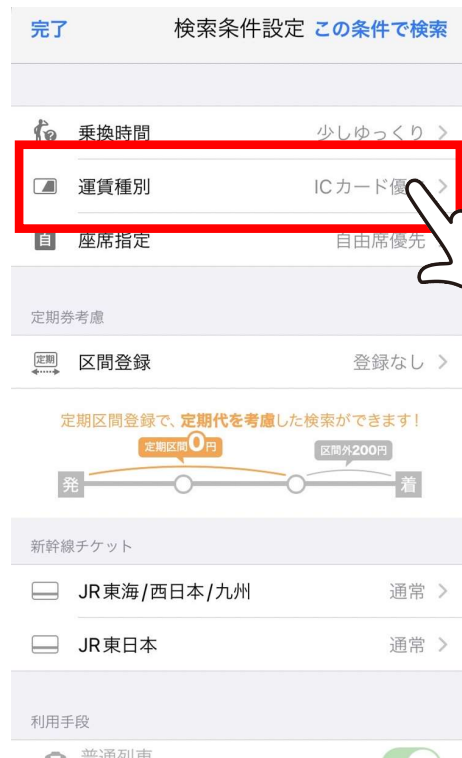 完了 検索条件設定 この条件で検索
乗換時間 少しゆっくり
運賃種別 ICカード優
自 座席指定 自由席優先
定期券考慮
定期 区間登録 登録なし
定期区間登録で、定期代を考慮した検索ができます!
定期区間0円 区間外200円
発 着
新幹線チケット
JR東海/西日本/九州 通常
JR東日本 通常
利用手段
普通列車